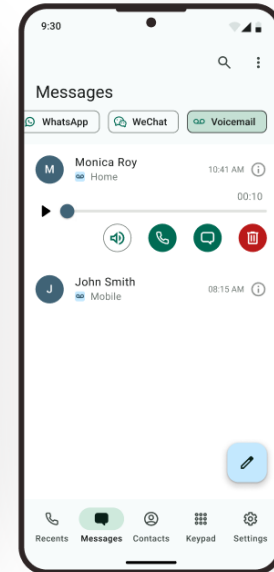 9:30
Messages
WhatsApp WeChat Voicemail
M Monica Roy 10:41 AM
Home
00:10
J John Smith 08:15 AM
Mobile
Recents Messages Contacts Keypad Settings